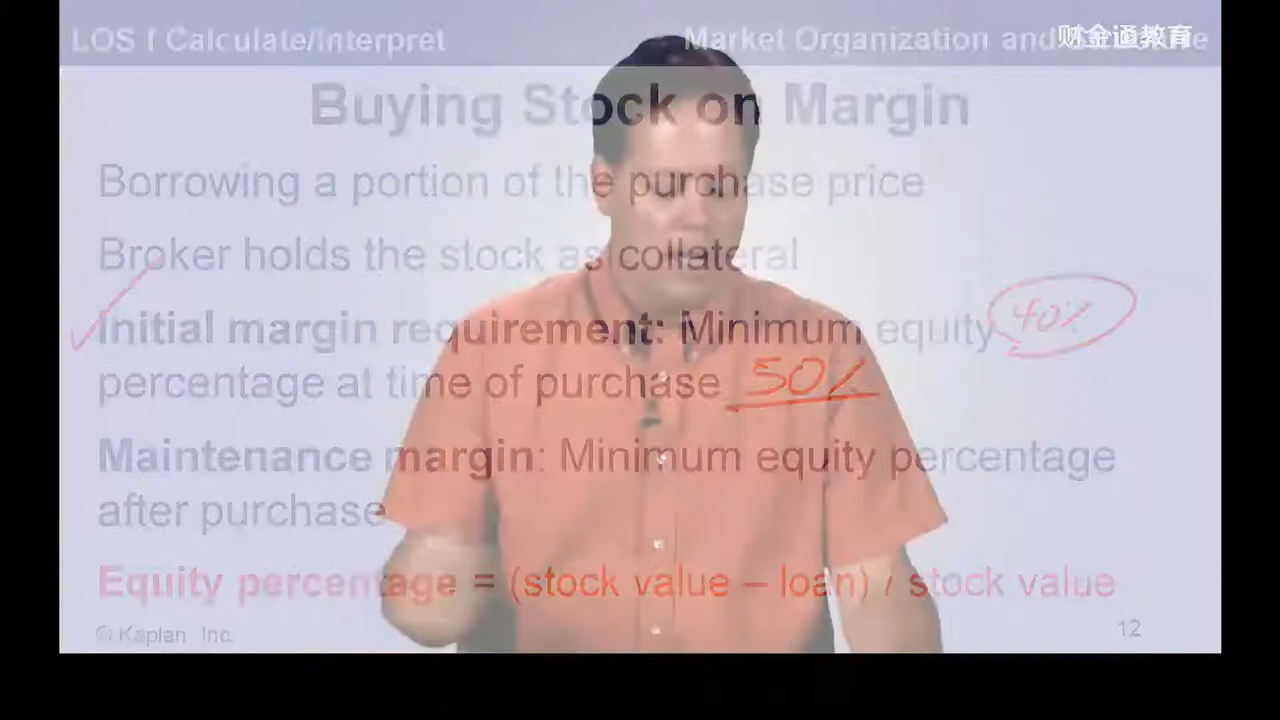 LOS f Calculate/Interpret
Market Organization and
财金通教育
Buying Stock on Margin
Borrowing a portion of the purchase price
Broker holds the stock as collateral
Initial margin requirement: Minimum equity 40%
percentage at time of purchase 50%
Maintenance margin: Minimum equity percentage
after purchase
Equity percentage = (stock value – loan) / stock value
© Kaplan, Inc.
12